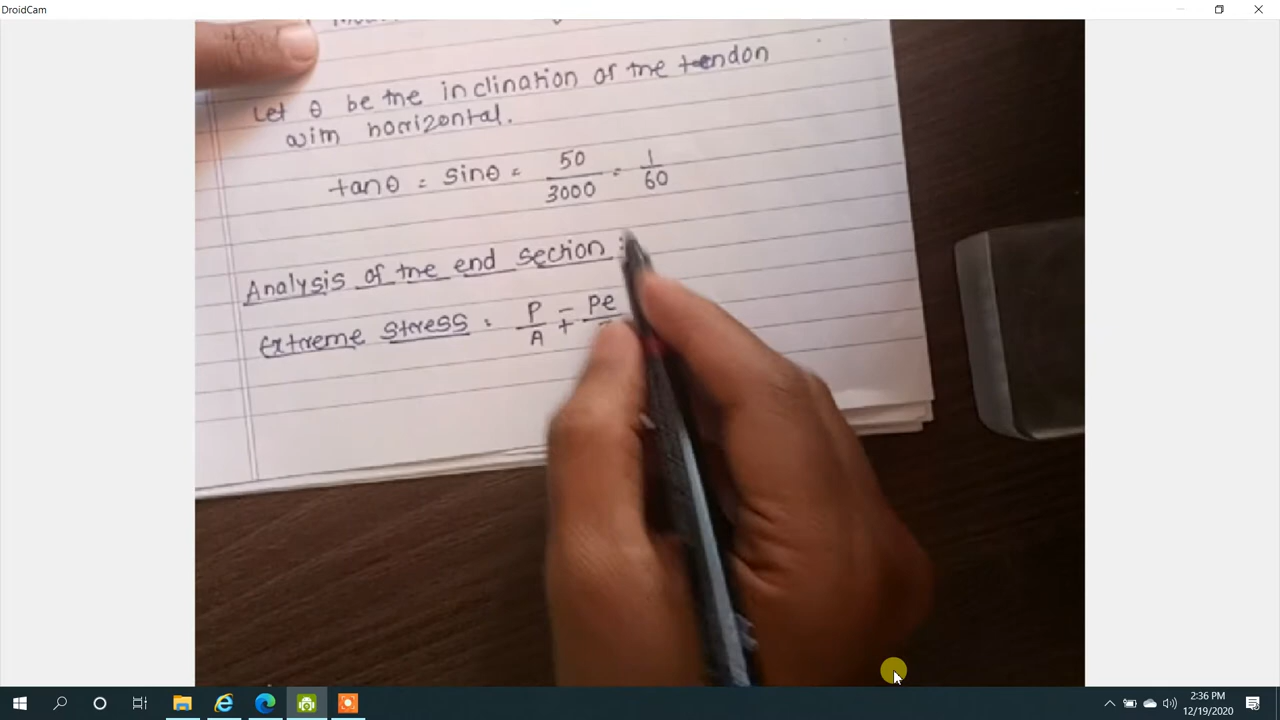 DroidCam
Let θ be the inclination of the tendon
with horrizontal.
tanθ = sinθ = 50/3000 = 1/60
Analysis of the end section :
Extreme stress : P/A ∓ Pe
2:36 PM
12/19/2020